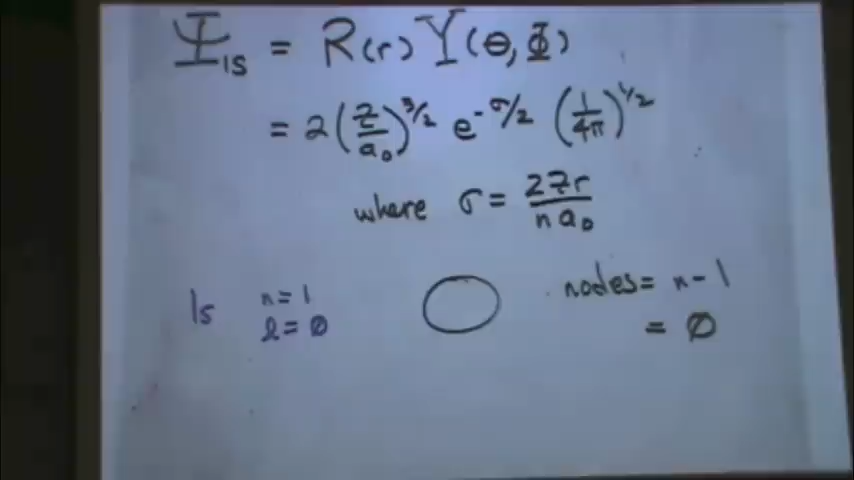 Ψ1s = R(r) Y(θ, Φ)
= 2(Z/a₀)^3/2 e^-σ/2 (1/4π)^1/2
where σ = 2Zr/na₀
1s n=1 nodes = n-1
l=0 = 0